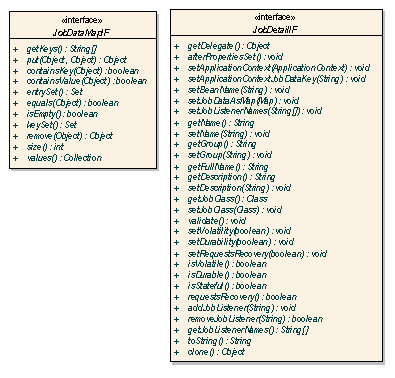 «interface»
JobDataMapIF
+ getKeys() : String[]
+ put(Object, Object) : Object
+ containsKey(Object) : boolean
+ containsValue(Object) : boolean
+ entrySet() : Set
+ equals(Object) : boolean
+ isEmpty() : boolean
+ keySet() : Set
+ remove(Object) : Object
+ size() : int
+ values() : Collection
«interface»
JobDetailIF
+ getDelegate() : Object
+ afterPropertiesSet() : void
+ setApplicationContext(ApplicationContext) : void
+ setApplicationContextJobDataKey(String) : void
+ setBeanName(String) : void
+ setJobDataAsMap(Map) : void
+ setJobListenerNames(String[]) : void
+ getName() : String
+ setName(String) : void
+ getGroup() : String
+ setGroup(String) : void
+ getFullName() : String
+ getDescription() : String
+ setDescription(String) : void
+ getJobClass() : Class
+ setJobClass(Class) : void
+ validate() : void
+ setVolatility(boolean) : void
+ setDurability(boolean) : void
+ setRequestsRecovery(boolean) : void
+ isVolatile() : boolean
+ isDurable() : boolean
+ isStateful() : boolean
+ requestsRecovery() : boolean
+ addJobListener(String) : void
+ removeJobListener(String) : boolean
+ getJobListenerNames() : String[]
+ toString() : String
+ clone() : Object